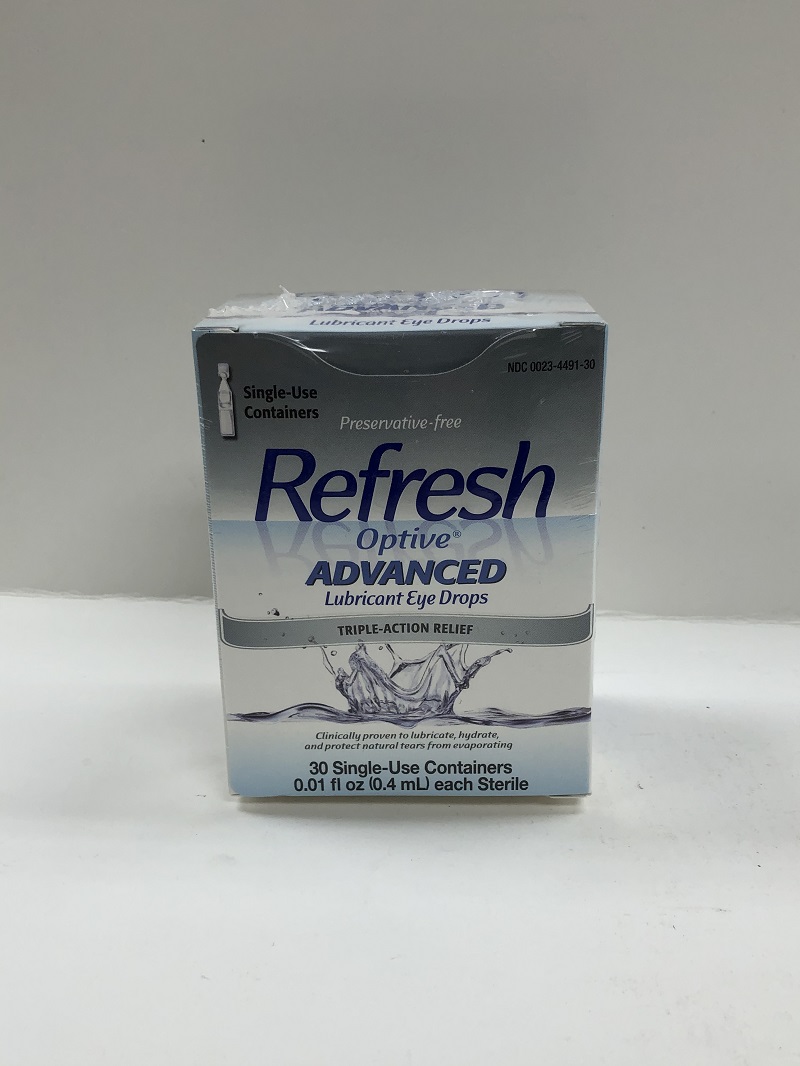 ADVANCED
Lubricant Eye Drops
NDC 0023-4491-30
Single-Use
Containers
Preservative-free
Refresh
Optive®
ADVANCED
Lubricant Eye Drops
TRIPLE-ACTION RELIEF
Clinically proven to lubricate, hydrate,
and protect natural tears from evaporating
30 Single-Use Containers
0.01 fl oz (0.4 mL) each Sterile